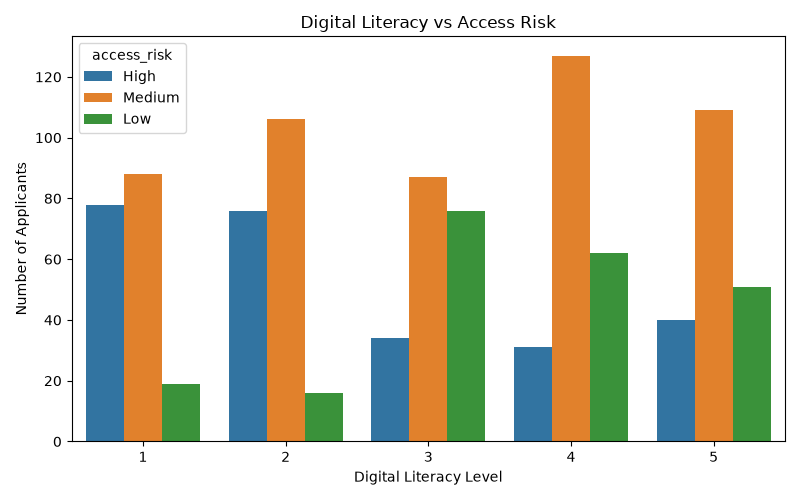 Digital Literacy vs Access Risk
access_risk
High
Medium
Low
Number of Applicants
120
100
80
60
40
20
0
1 2 3 4 5
Digital Literacy Level